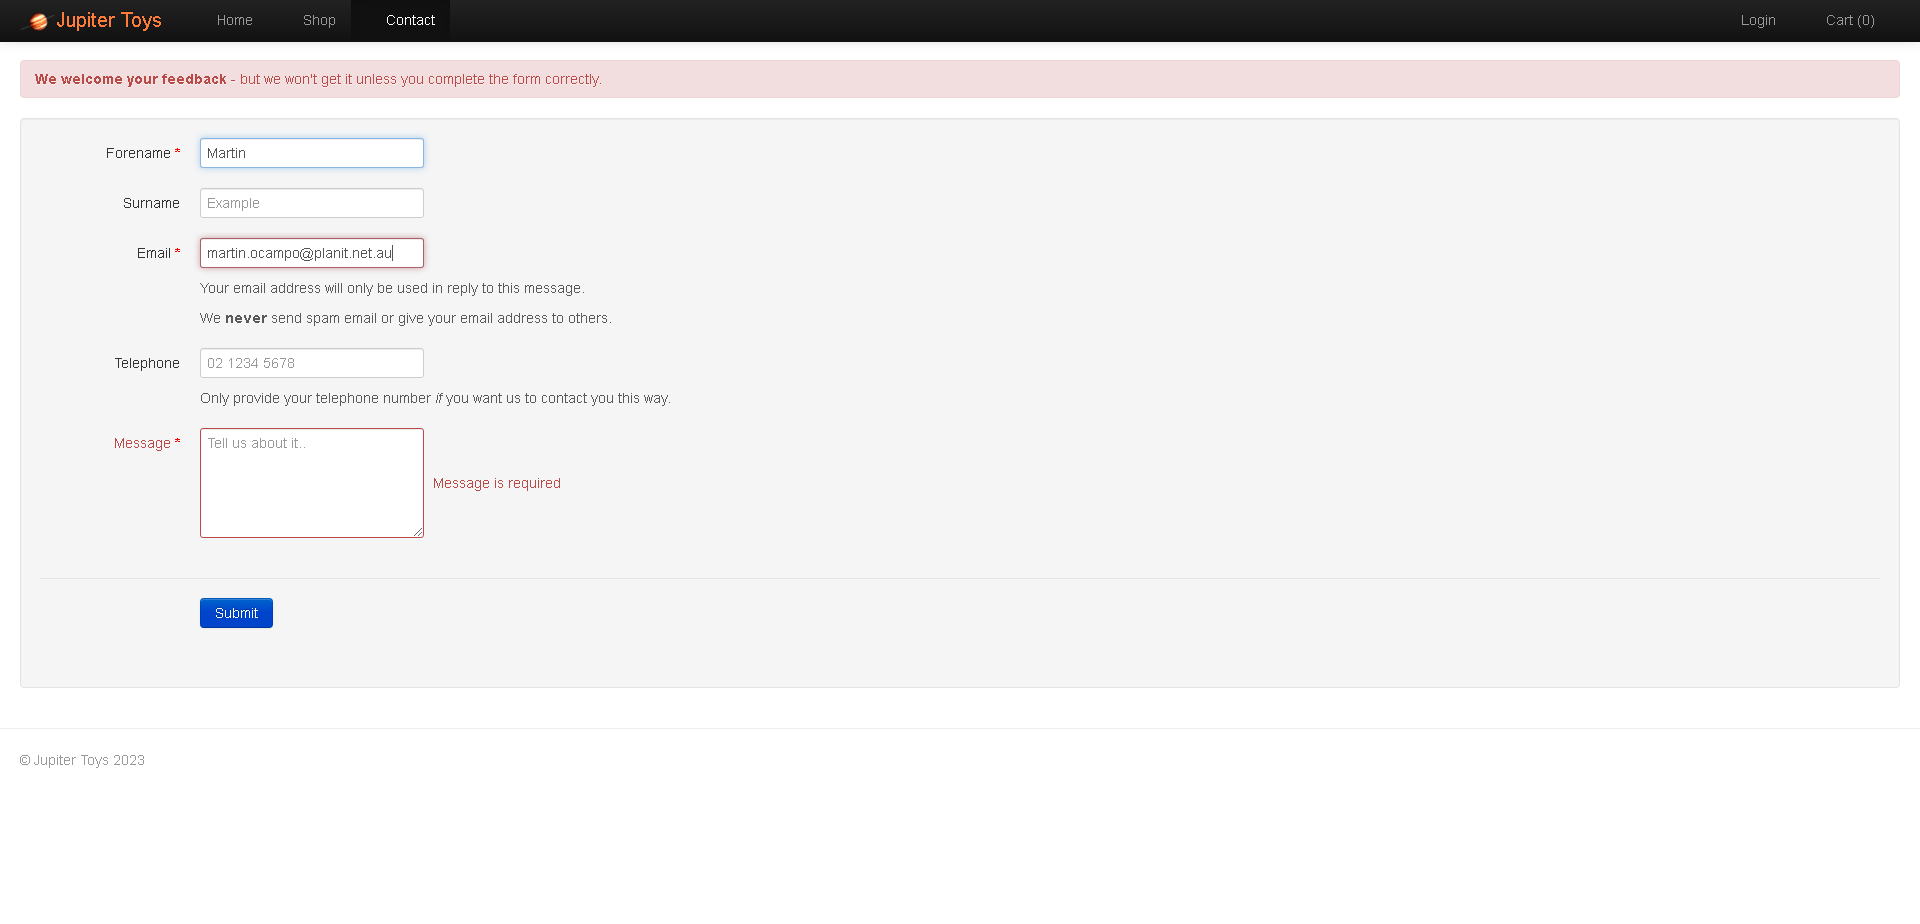 Jupiter Toys Home Shop Contact Login Cart (0)
We welcome your feedback - but we won't get it unless you complete the form correctly.
Forename * Martin
Surname Example
Email * martin.ocampo@planit.net.au
Your email address will only be used in reply to this message.
We never send spam email or give your email address to others.
Telephone 02 1234 5678
Only provide your telephone number if you want us to contact you this way.
Message * Tell us about it..
Message is required
Submit
© Jupiter Toys 2023